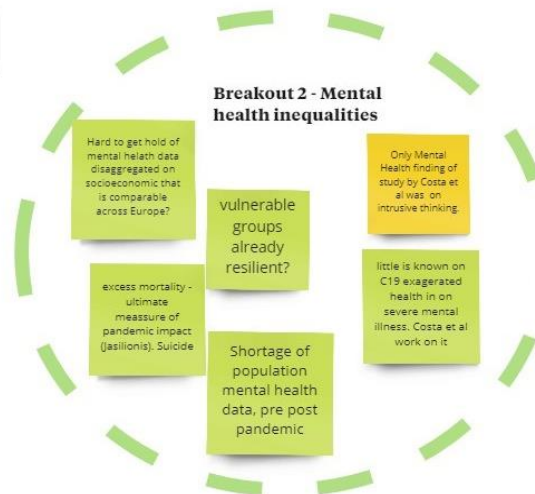 Breakout 2 - Mental
health inequalities
Hard to get hold of
mental helath data
disaggregated on
socioeconomic that
is comparable
across Europe?
vulnerable
groups
already
resilient?
Only Mental
Health finding of
study by Costa et
al was on
intrusive thinking.
excess mortality -
ultimate
meassure of
pandemic impact
(Jasilionis). Suicide
little is known on
C19 exagerated
health in on
severe mental
illness. Costa et al
work on it
Shortage of
population
mental health
data, pre post
pandemic